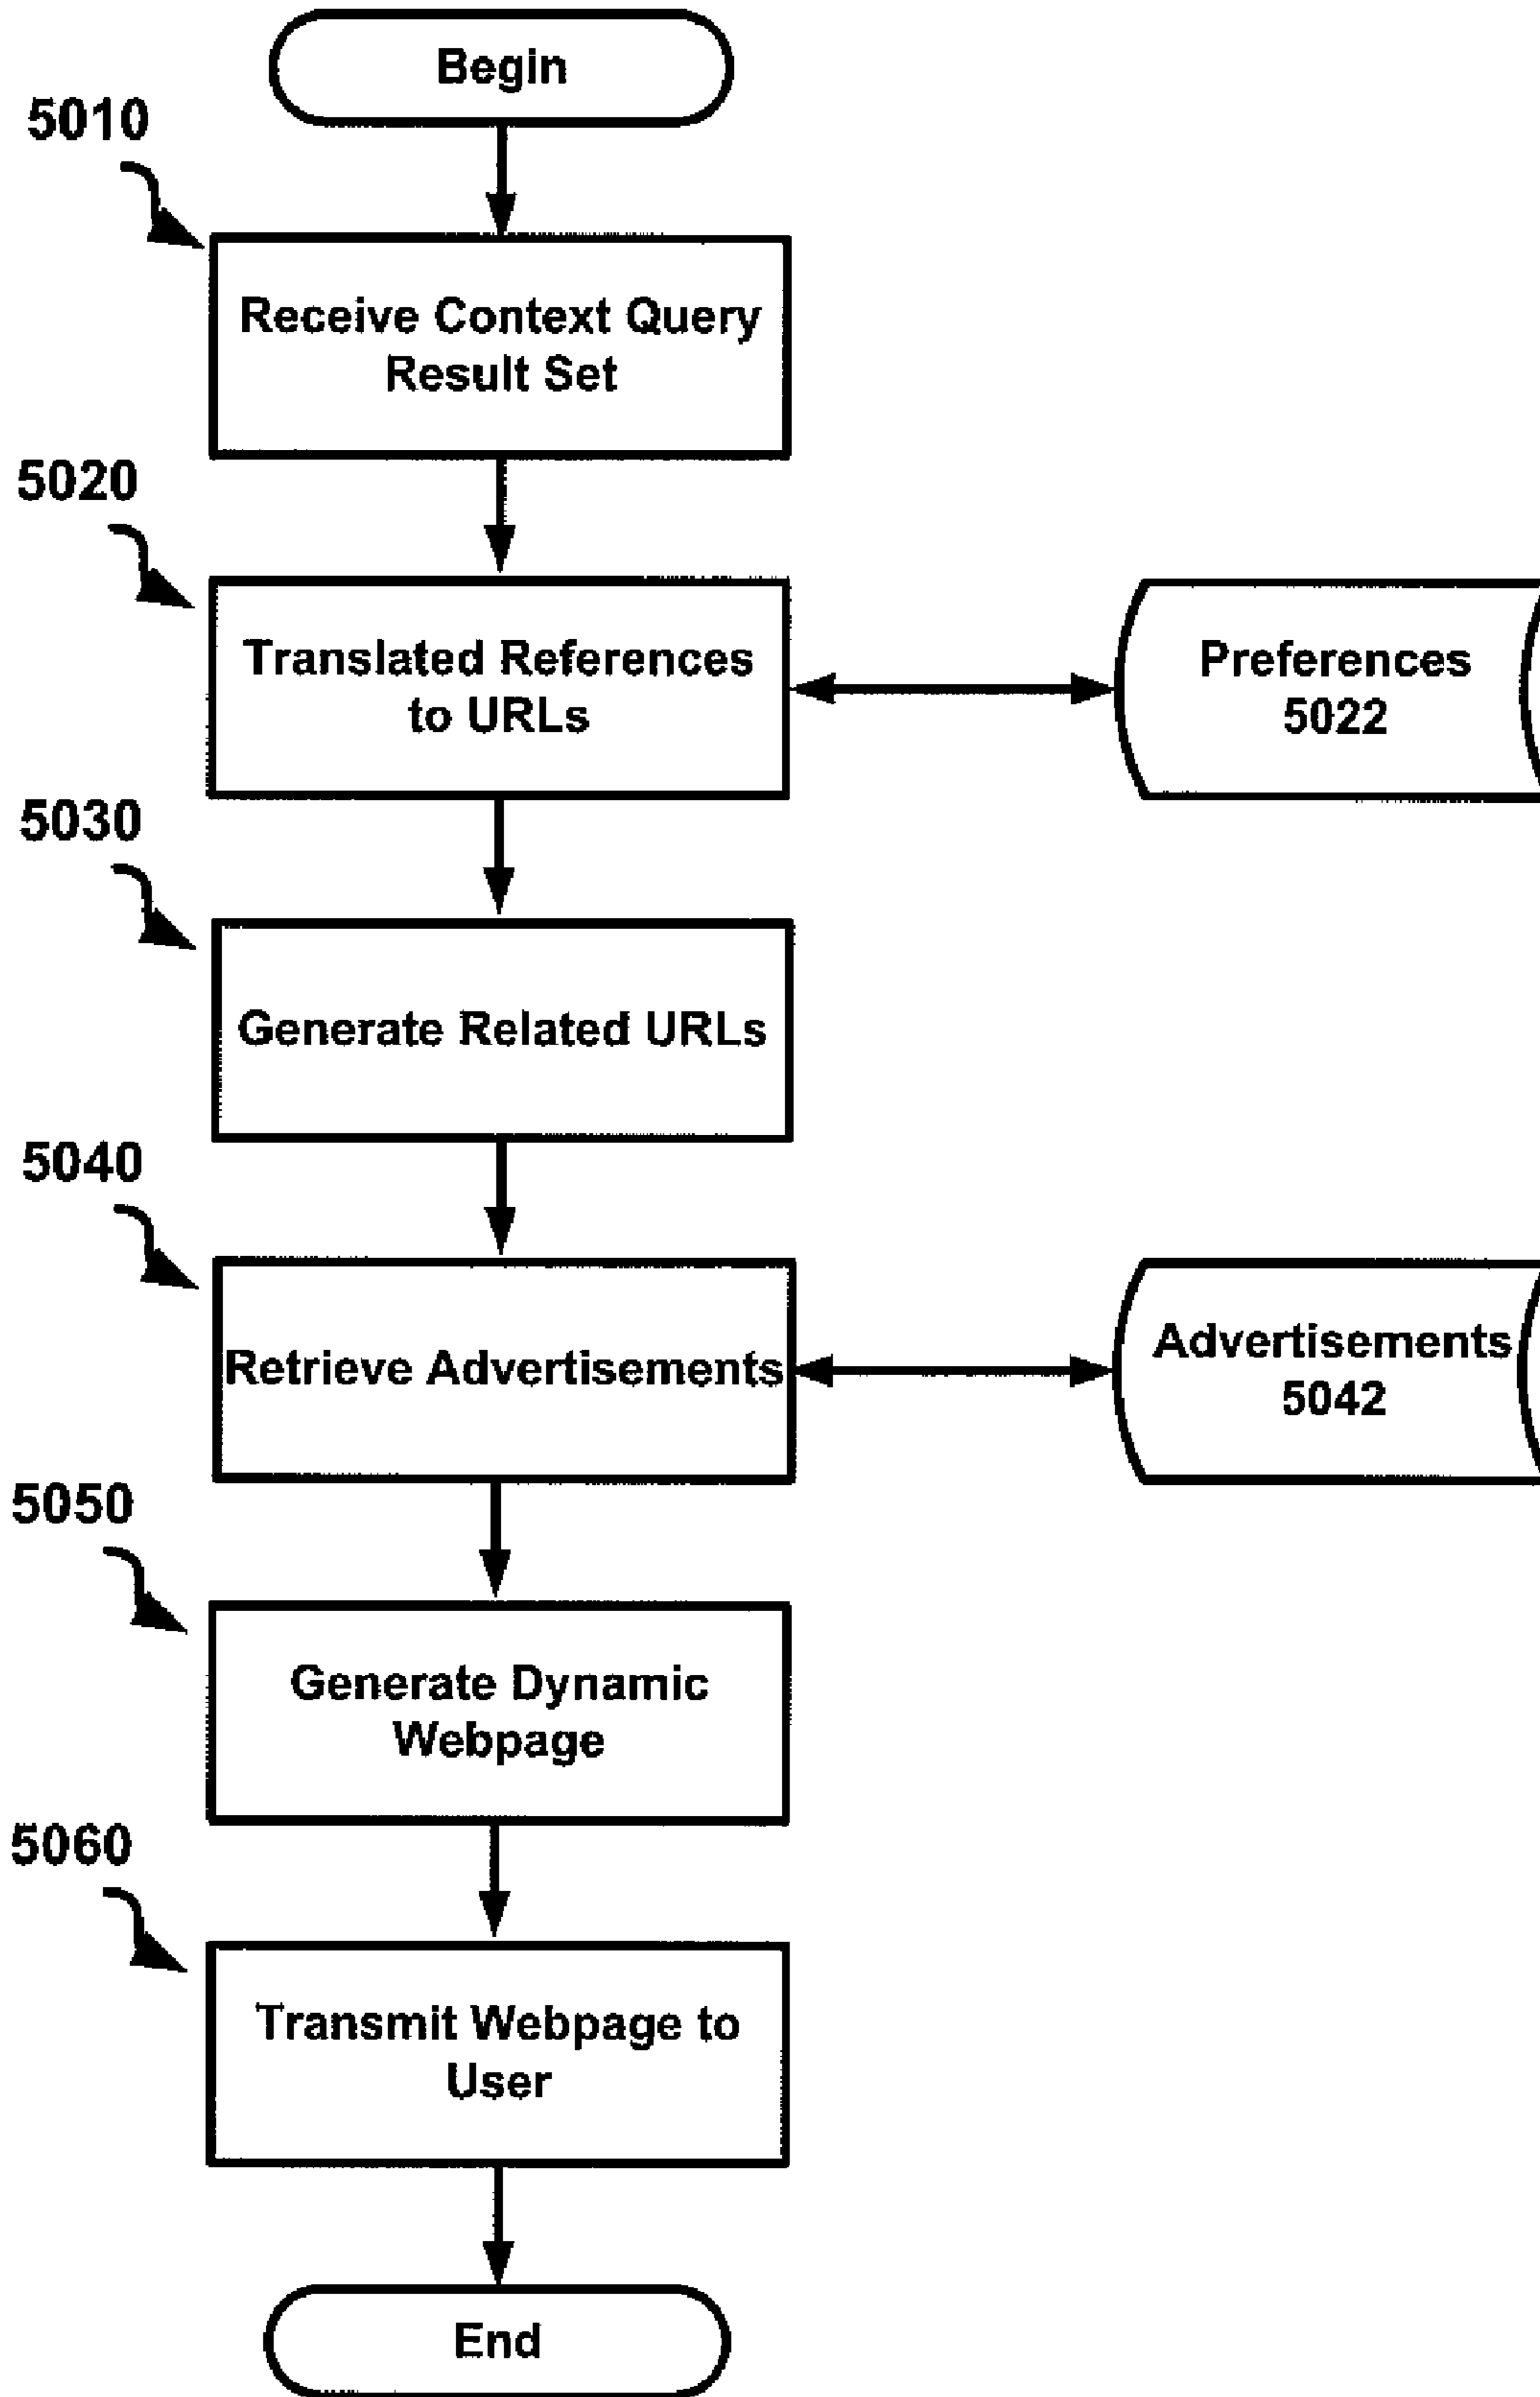 Begin
5010
Receive Context Query
Result Set
5020
Translated References
to URLs
Preferences
5022
5030
Generate Related URLs
5040
Retrieve Advertisements
Advertisements
5042
5050
Generate Dynamic
Webpage
5060
Transmit Webpage to
User
End